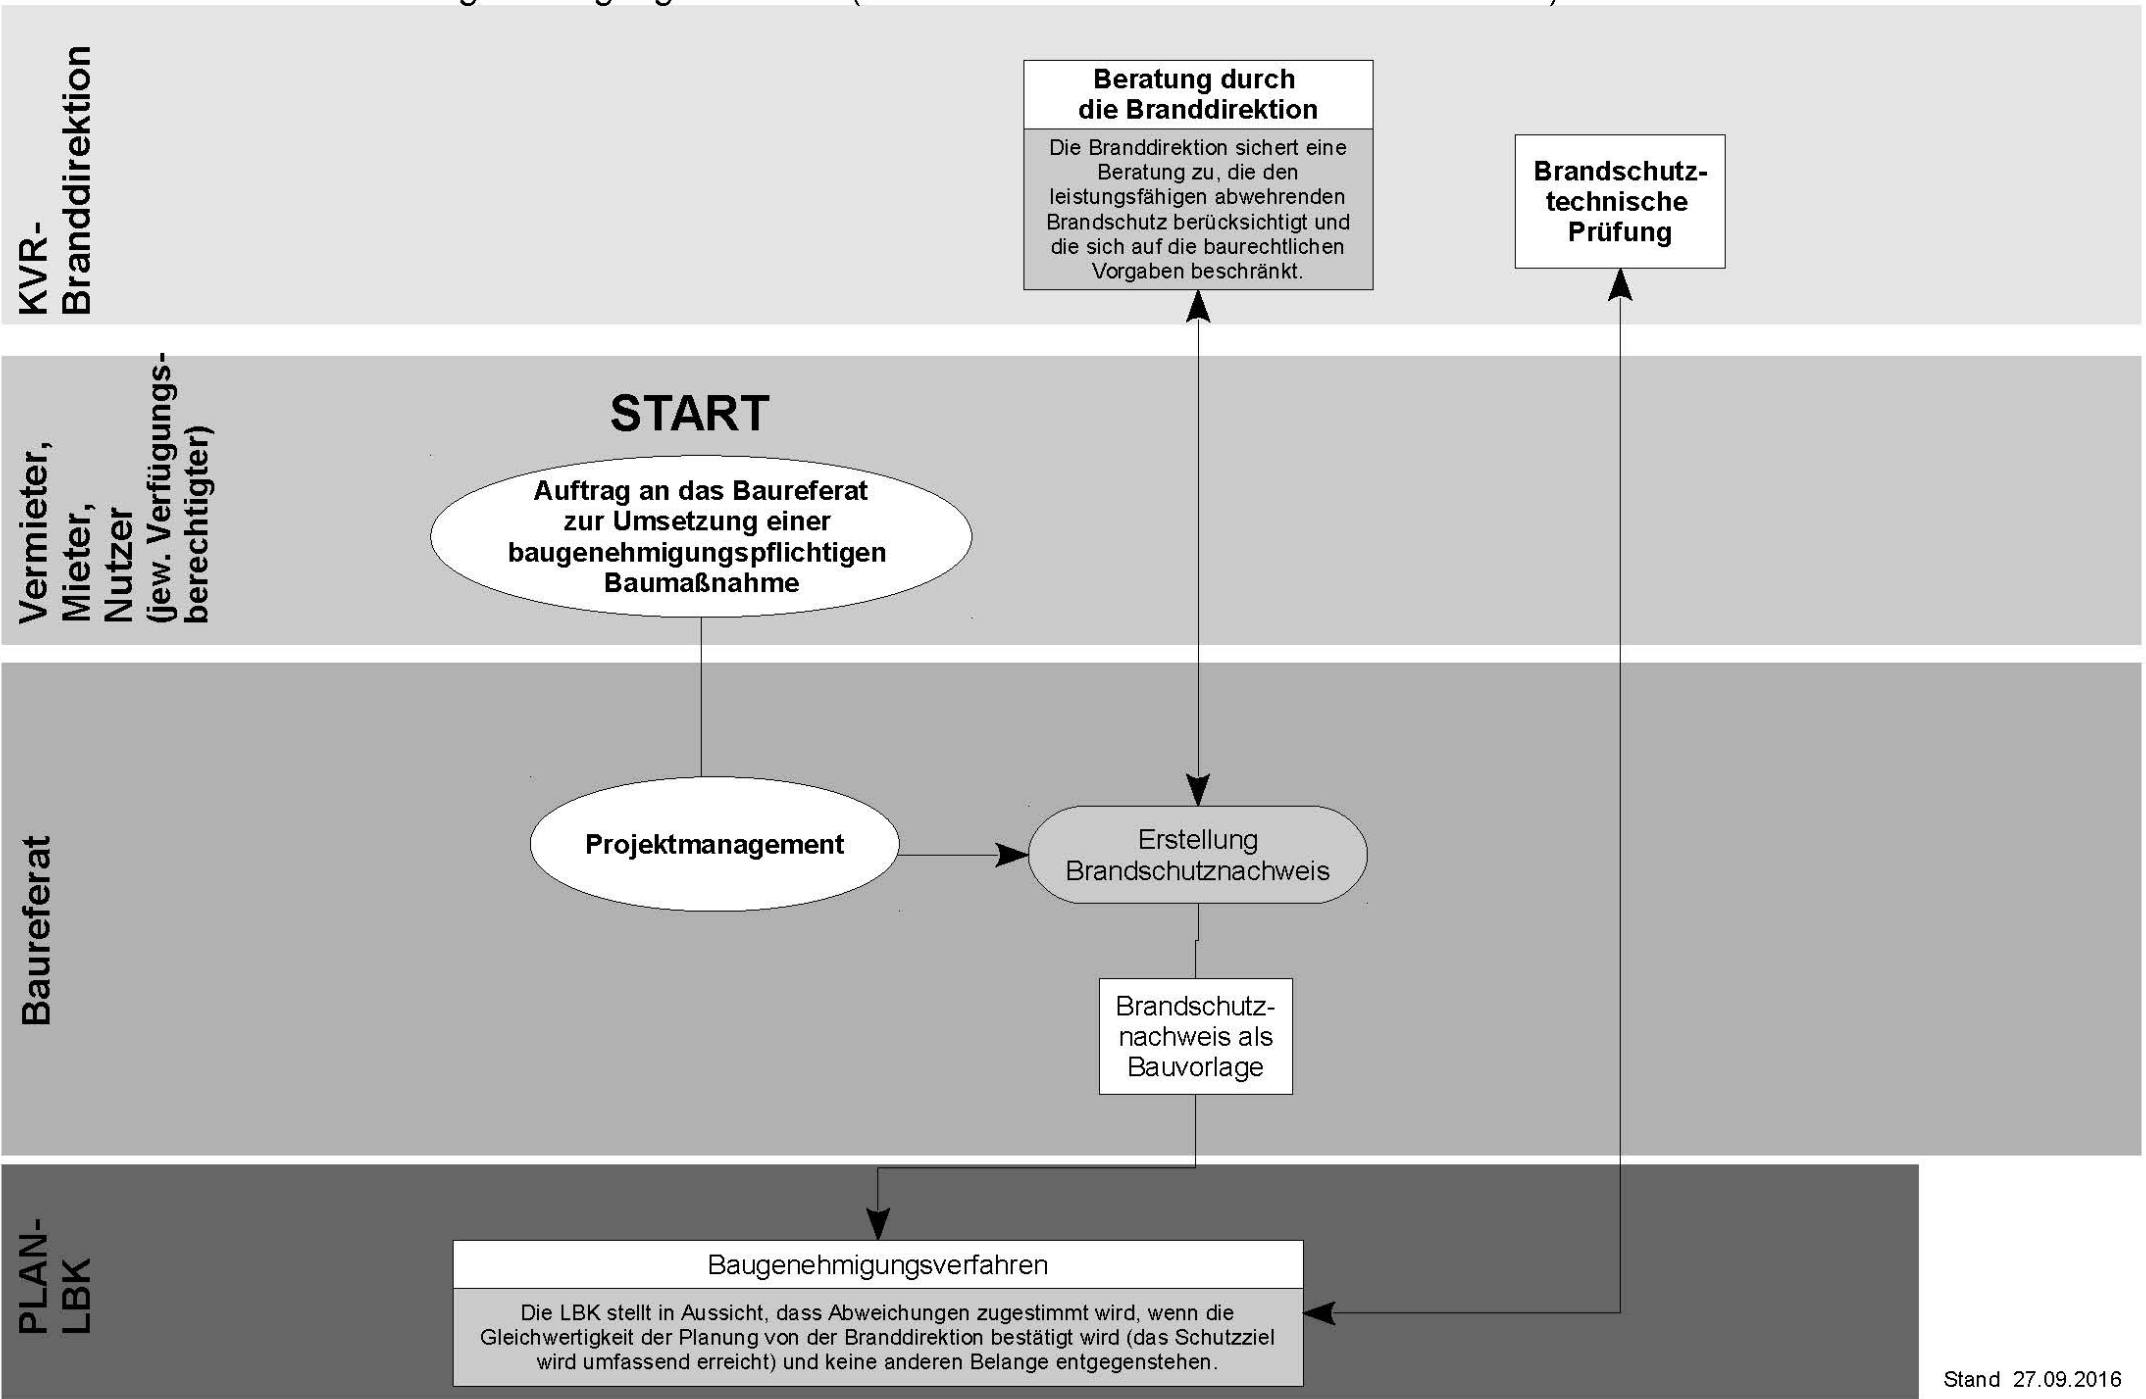 KVR-
Branddirektion
Beratung durch
die Branddirektion
Die Branddirektion sichert eine
Beratung zu, die den
leistungsfähigen abwehrenden
Brandschutz berücksichtigt und
die sich auf die baurechtlichen
Vorgaben beschränkt.
Brandschutz-
technische
Prüfung
Vermieter,
Mieter,
Nutzer
(jew. Verfügungs-
berechtigter)
START
Auftrag an das Baureferat
zur Umsetzung einer
baugenehmigungspflichtigen
Baumaßnahme
Baureferat
Projektmanagement
Erstellung
Brandschutznachweis
Brandschutz-
nachweis als
Bauvorlage
PLAN-
LBK
Baugenehmigungsverfahren
Die LBK stellt in Aussicht, dass Abweichungen zugestimmt wird, wenn die
Gleichwertigkeit der Planung von der Branddirektion bestätigt wird (das Schutzziel
wird umfassend erreicht) und keine anderen Belange entgegenstehen.
Stand 27.09.2016